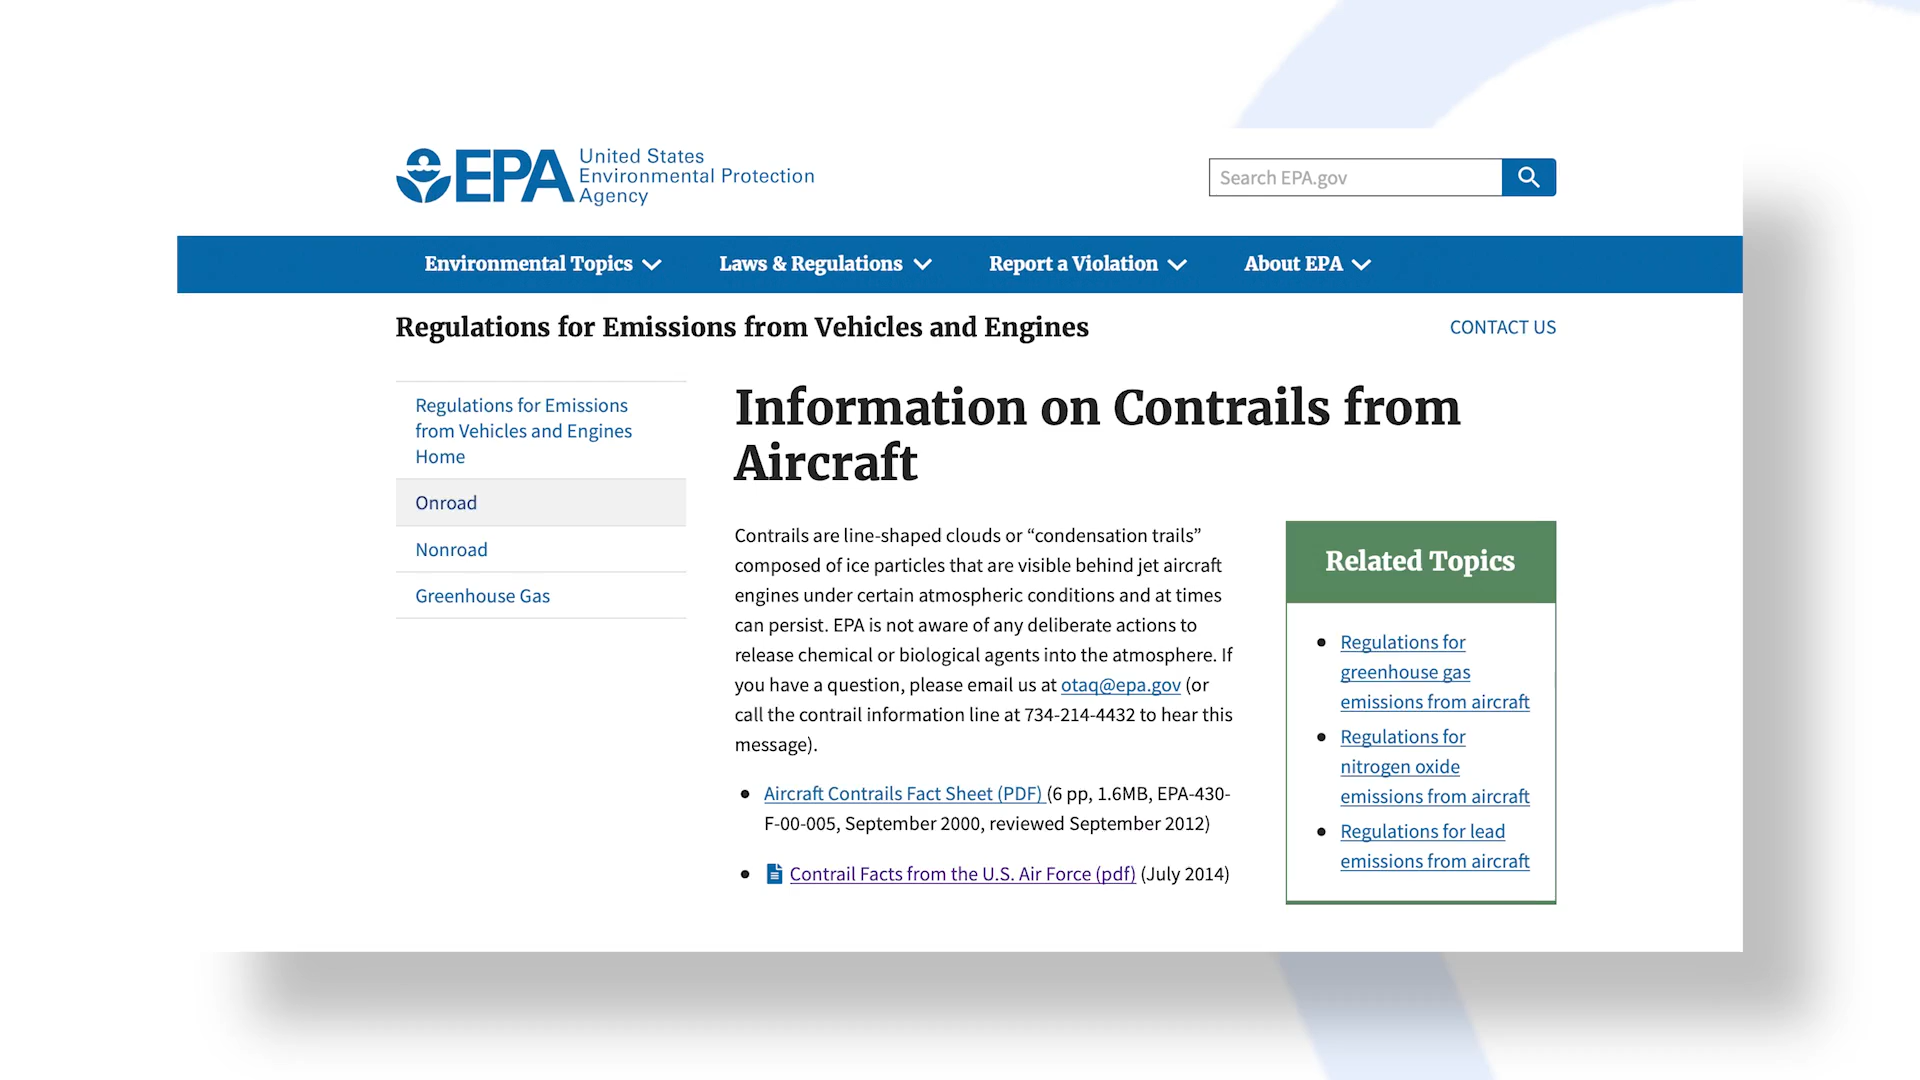 EPA United States
Environmental Protection
Agency
Search EPA.gov
Environmental Topics
Laws & Regulations
Report a Violation
About EPA
Regulations for Emissions from Vehicles and Engines
CONTACT US
Regulations for Emissions
from Vehicles and Engines
Home
Onroad
Nonroad
Greenhouse Gas
Information on Contrails from
Aircraft
Contrails are line-shaped clouds or “condensation trails”
composed of ice particles that are visible behind jet aircraft
engines under certain atmospheric conditions and at times
can persist. EPA is not aware of any deliberate actions to
release chemical or biological agents into the atmosphere. If
you have a question, please email us at otaq@epa.gov (or
call the contrail information line at 734-214-4432 to hear this
message).
Aircraft Contrails Fact Sheet (PDF) (6 pp, 1.6MB, EPA-430-
F-00-005, September 2000, reviewed September 2012)
Contrail Facts from the U.S. Air Force (pdf) (July 2014)
Related Topics
Regulations for
greenhouse gas
emissions from aircraft
Regulations for
nitrogen oxide
emissions from aircraft
Regulations for lead
emissions from aircraft